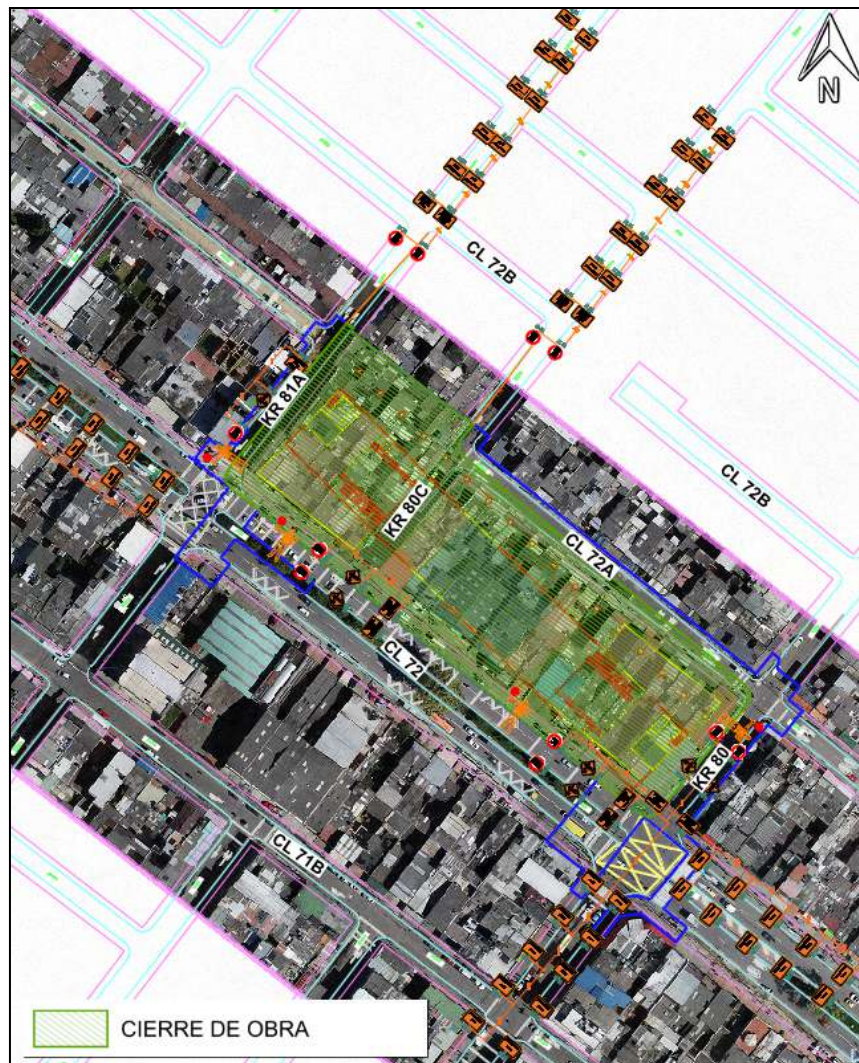 N
CL 72B
CL 72B
KR 81A
KR 80C
CL 72A
CL 72
KR 80
CL 71B
CIERRE DE OBRA